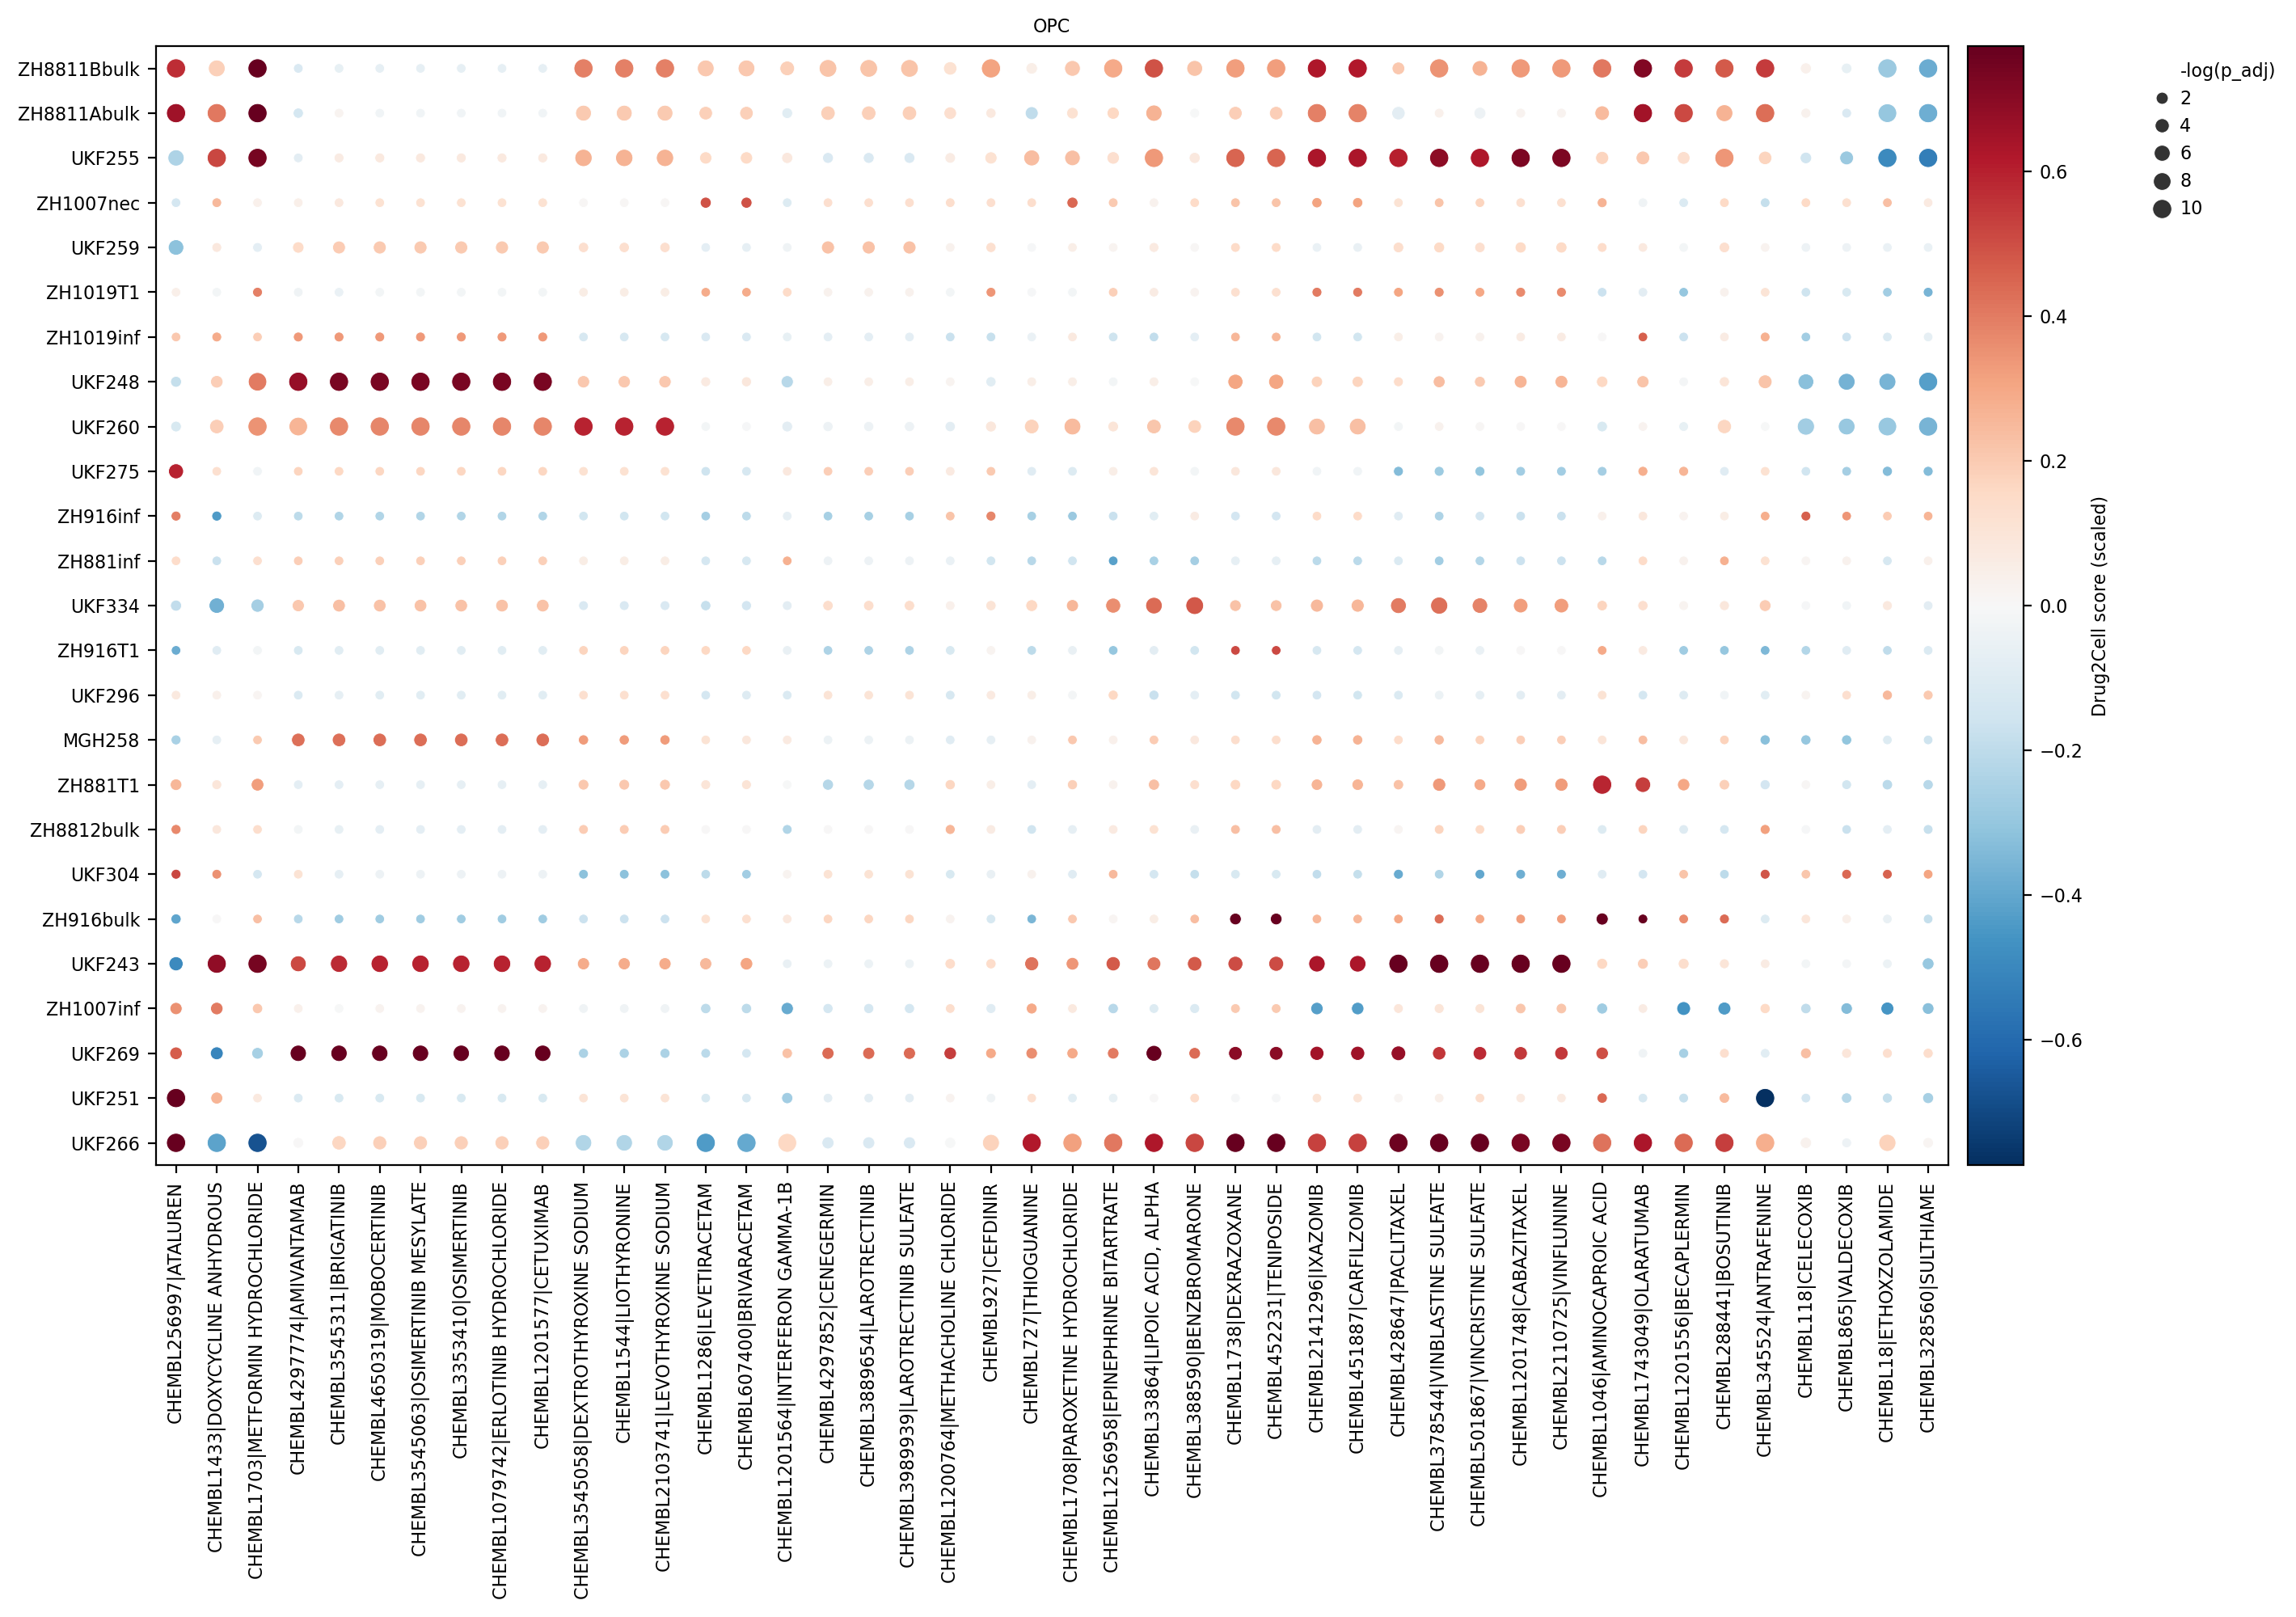 OPC
ZH8811Bbulk
ZH8811Abulk
UKF255
ZH1007nec
UKF259
ZH1019T1
ZH1019inf
UKF248
UKF260
UKF275
ZH916inf
ZH881inf
UKF334
ZH916T1
UKF296
MGH258
ZH881T1
ZH8812bulk
UKF304
ZH916bulk
UKF243
ZH1007inf
UKF269
UKF251
UKF266
CHEMBL256997|ATALUREN
CHEMBL1433|DOXYCYCLINE ANHYDROUS
CHEMBL1703|METFORMIN HYDROCHLORIDE
CHEMBL4297774|AMIVANTAMAB
CHEMBL3545311|BRIGATINIB
CHEMBL4650319|MOBOCERTINIB
CHEMBL3545063|OSIMERTINIB MESYLATE
CHEMBL3353410|OSIMERTINIB
CHEMBL1079742|ERLOTINIB HYDROCHLORIDE
CHEMBL1201577|CETUXIMAB
CHEMBL3545058|DEXTROTHYROXINE SODIUM
CHEMBL1544|LIOTHYRONINE
CHEMBL2103741|LEVOTHYROXINE SODIUM
CHEMBL1286|LEVETIRACETAM
CHEMBL607400|BRIVARACETAM
CHEMBL1201564|INTERFERON GAMMA-1B
CHEMBL4297852|CENEGERMIN
CHEMBL3889654|LAROTRECTINIB
CHEMBL3989939|LAROTRECTINIB SULFATE
CHEMBL1200764|METHACHOLINE CHLORIDE
CHEMBL927|CEFDINIR
CHEMBL727|THIOGUANINE
CHEMBL1708|PAROXETINE HYDROCHLORIDE
CHEMBL1256958|EPINEPHRINE BITARTRATE
CHEMBL33864|LIPOIC ACID, ALPHA
CHEMBL388590|BENZBROMARONE
CHEMBL1738|DEXRAZOXANE
CHEMBL452231|TENIPOSIDE
CHEMBL2141296|IXAZOMIB
CHEMBL451887|CARFILZOMIB
CHEMBL428647|PACLITAXEL
CHEMBL378544|VINBLASTINE SULFATE
CHEMBL501867|VINCRISTINE SULFATE
CHEMBL1201748|CABAZITAXEL
CHEMBL2110725|VINFLUNINE
CHEMBL1046|AMINOCAPROIC ACID
CHEMBL1743049|OLARATUMAB
CHEMBL1201556|BECAPLERMIN
CHEMBL288441|BOSUTINIB
CHEMBL345524|ANTRAFENINE
CHEMBL118|CELECOXIB
CHEMBL865|VALDECOXIB
CHEMBL18|ETHOXZOLAMIDE
CHEMBL328560|SULTHIAME
0.6
0.4
0.2
0.0
−0.2
−0.4
−0.6
Drug2Cell score (scaled)
-log(p_adj)
2
4
6
8
10